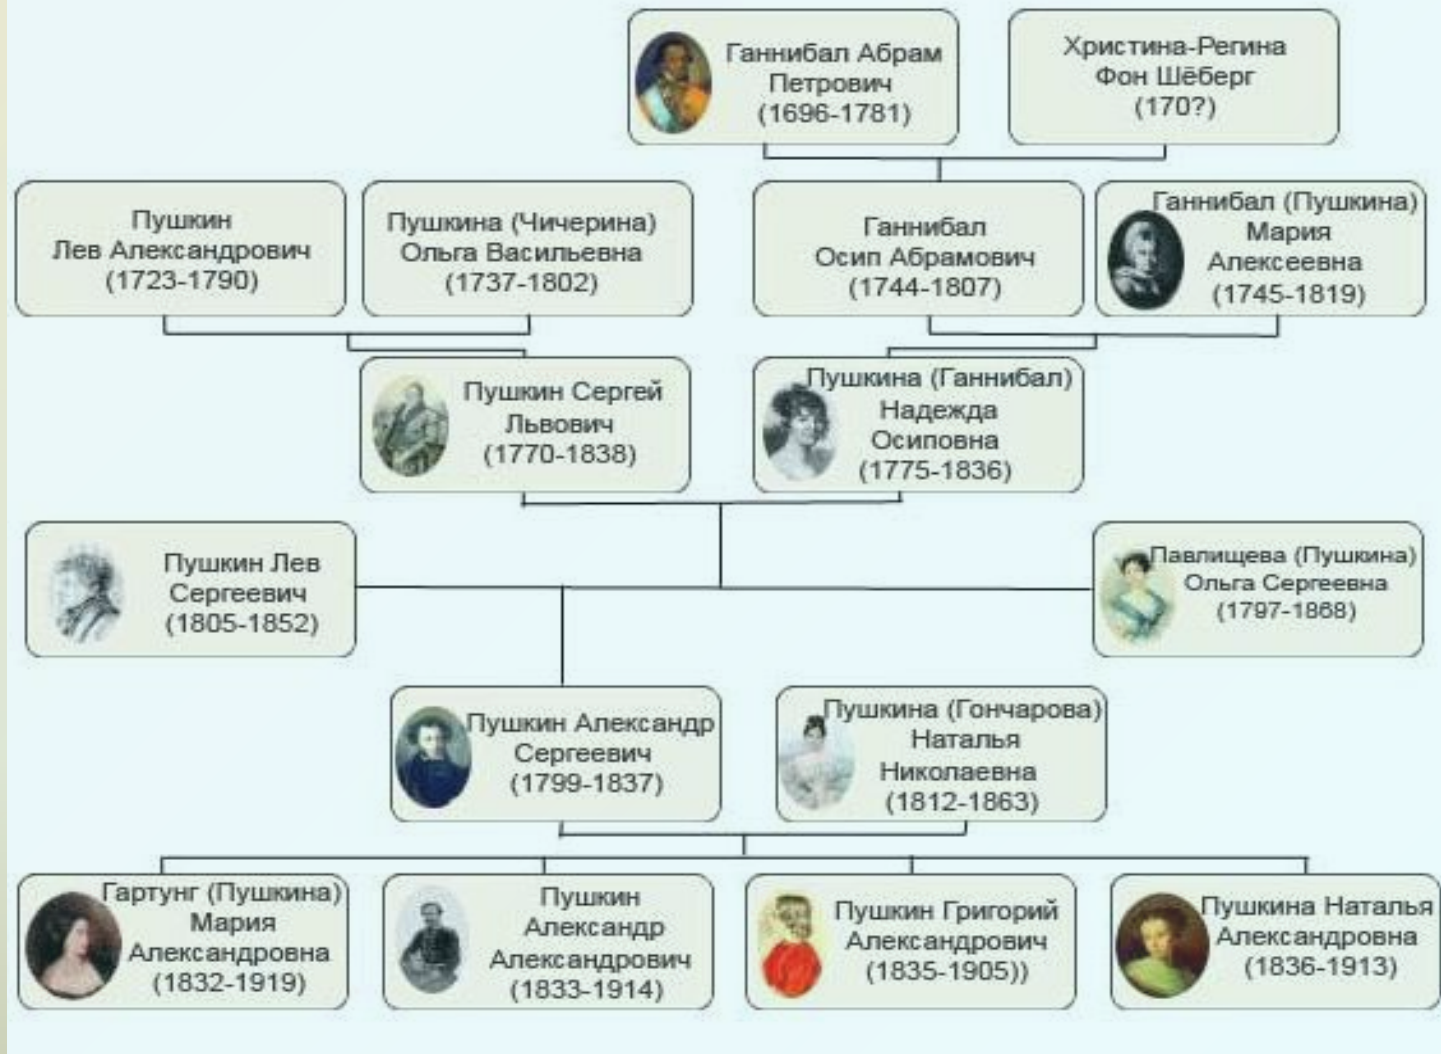 Ганнибал Абрам
Петрович
(1696-1781)
Христина-Регина
Фон Шёберг
(170?)
Пушкин
Лев Александрович
(1723-1790)
Пушкина (Чичерина)
Ольга Васильевна
(1737-1802)
Ганнибал
Осип Абрамович
(1744-1807)
Ганнибал (Пушкина)
Мария
Алексеевна
(1745-1819)
Пушкин Сергей
Львович
(1770-1838)
Пушкина (Ганнибал)
Надежда
Осиповна
(1775-1836)
Пушкин Лев
Сергеевич
(1805-1852)
Павлищева (Пушкина)
Ольга Сергеевна
(1797-1868)
Пушкин Александр
Сергеевич
(1799-1837)
Пушкина (Гончарова)
Наталья
Николаевна
(1812-1863)
Гартунг (Пушкина)
Мария
Александровна
(1832-1919)
Пушкин
Александр
Александрович
(1833-1914)
Пушкин Григорий
Александрович
(1835-1905))
Пушкина Наталья
Александровна
(1836-1913)